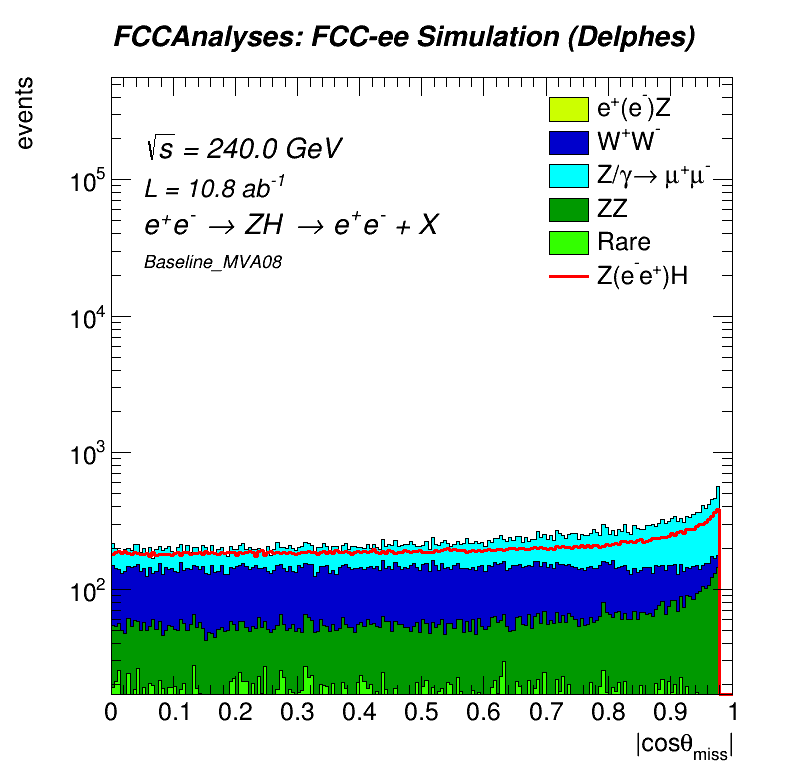 FCCAnalyses: FCC-ee Simulation (Delphes)
events
√s = 240.0 GeV
L = 10.8 ab⁻¹
e⁺e⁻ → ZH → e⁺e⁻ + X
Baseline_MVA08
e⁺(e⁻)Z
W⁺W⁻
Z/γ→ μ⁺μ⁻
ZZ
Rare
Z(e⁻e⁺)H
10⁵
10⁴
10³
10²
0 0.1 0.2 0.3 0.4 0.5 0.6 0.7 0.8 0.9 1
|cosθmiss|